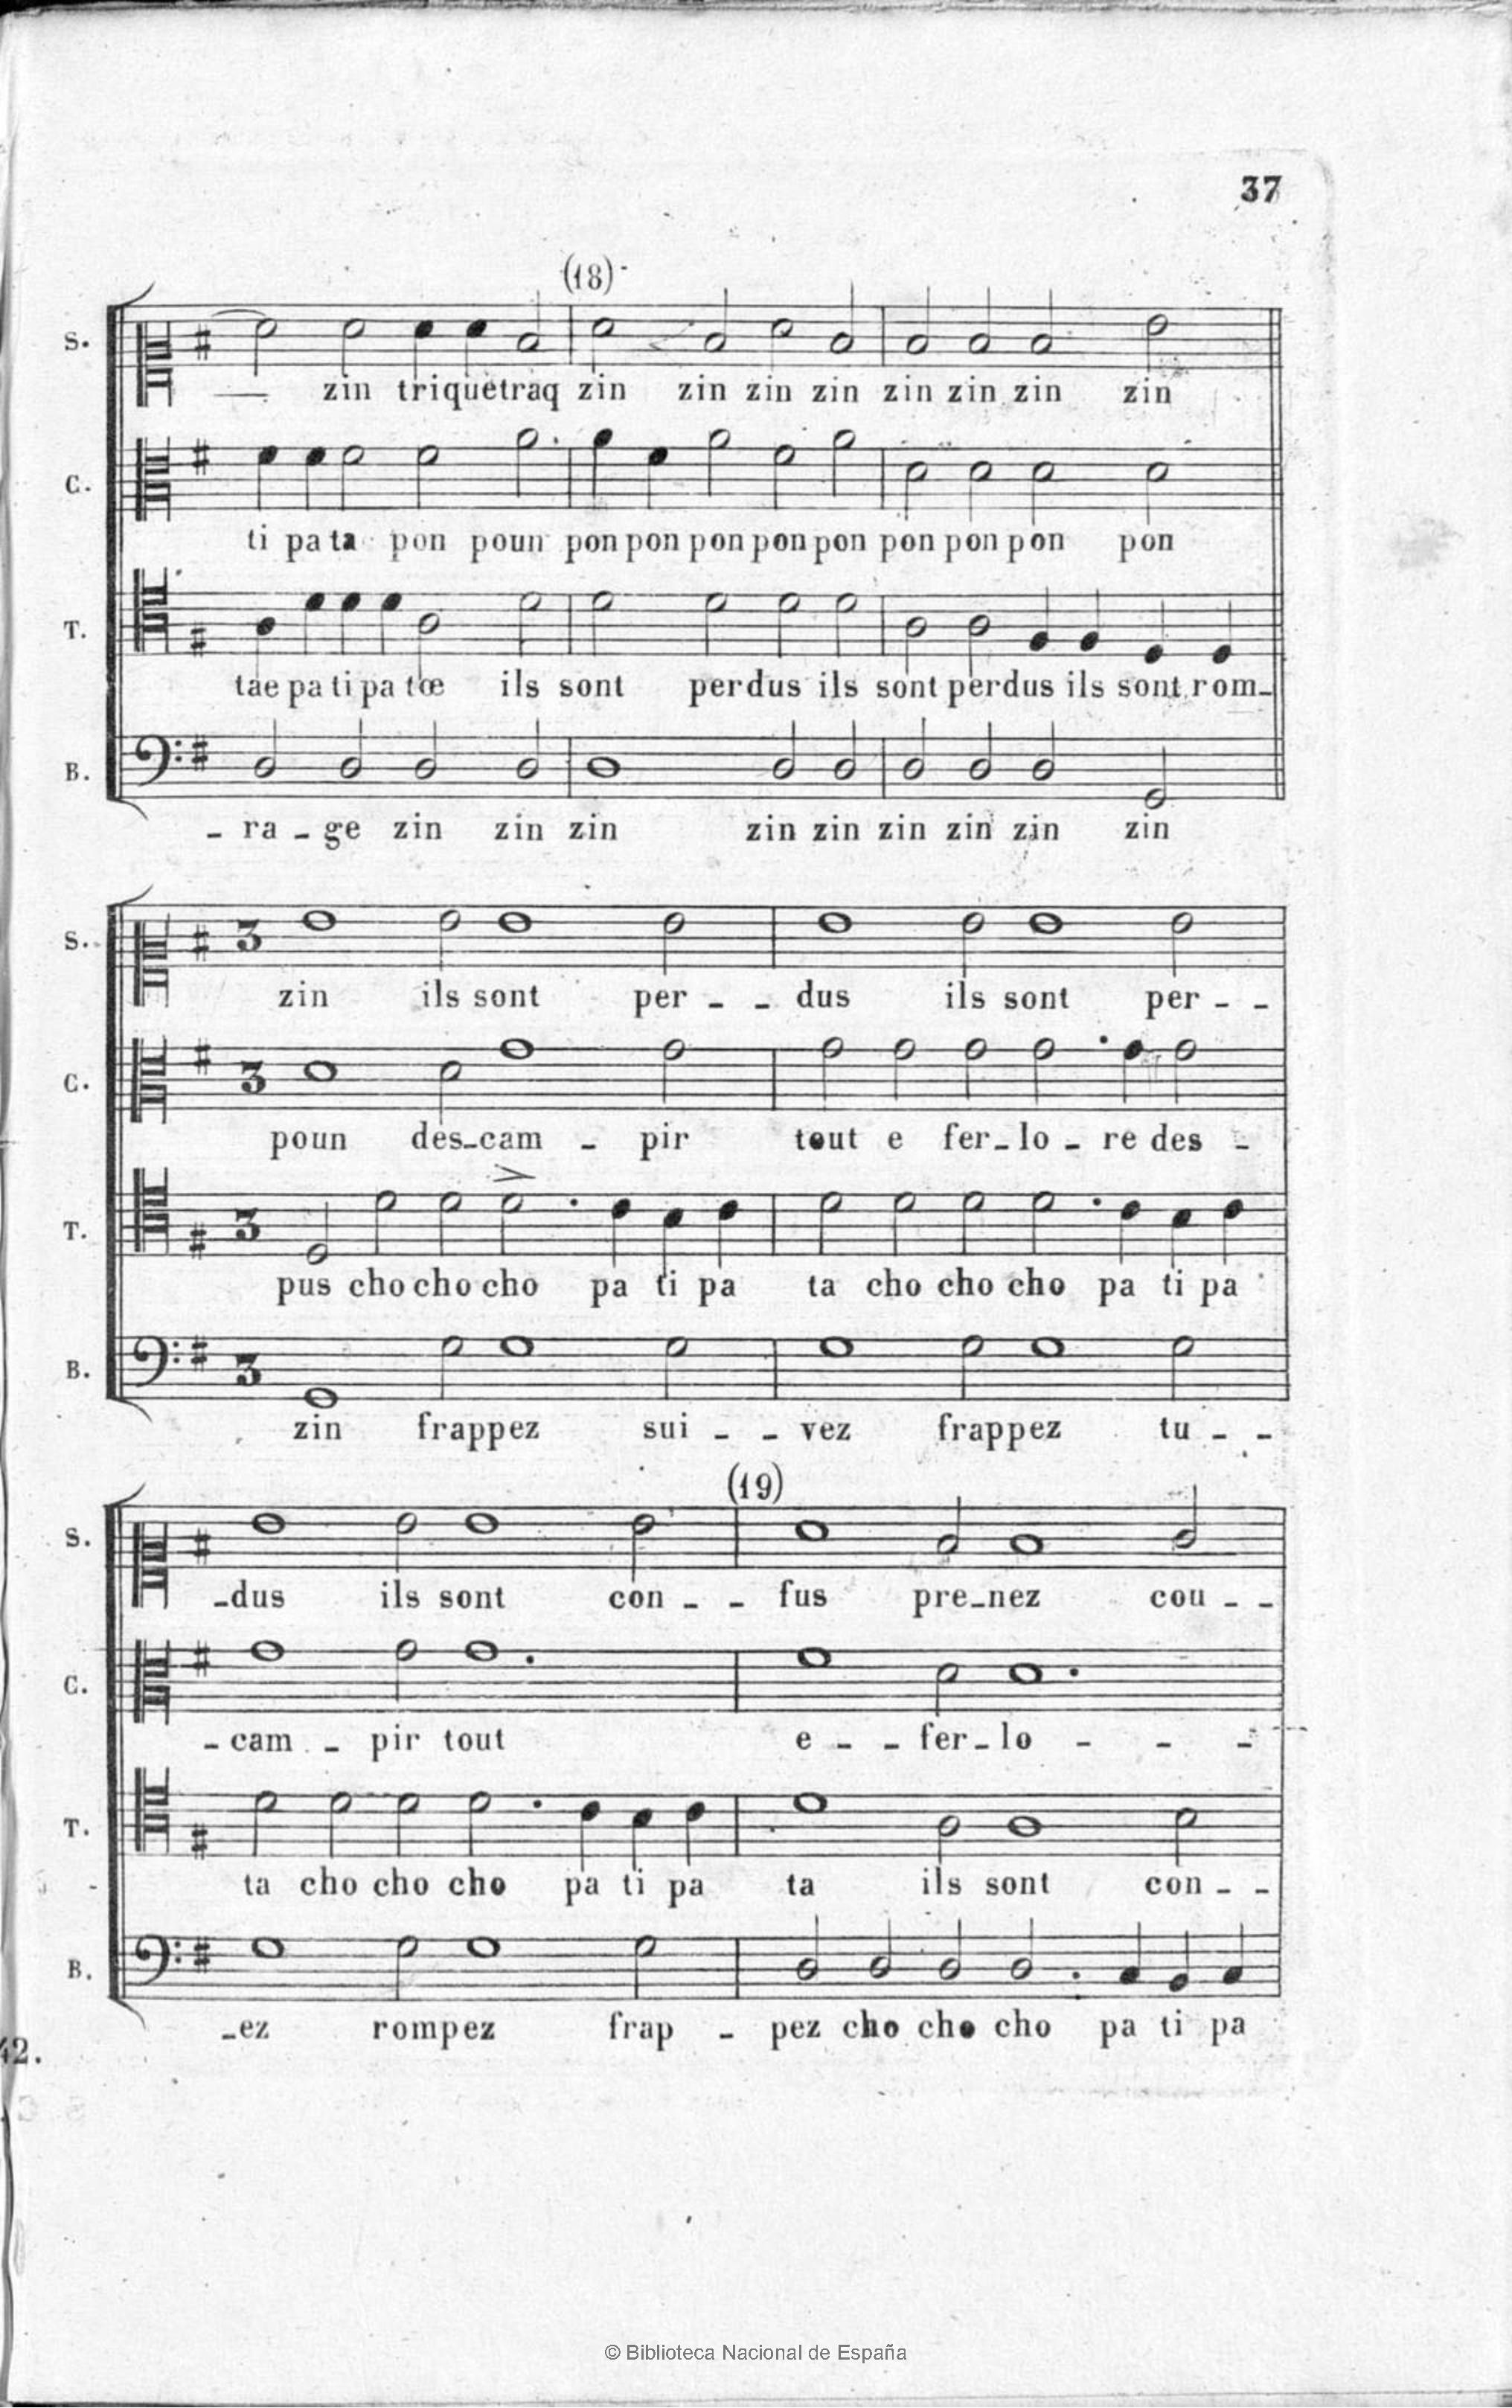 37
(18)
S.
zin triquetraq zin zin zin zin zin zin zin zin
C.
ti pa ta pon poun pon pon pon pon pon pon pon pon pon
T.
tae pa ti pa tœ ils sont perdus ils sont perdus ils sont rom-
B.
- ra - ge zin zin zin zin zin zin zin zin zin
S.
3
zin ils sont per - - dus ils sont per - -
C.
3
poun des-cam - pir tout e fer-lo - re des -
T.
3
pus cho cho cho pa ti pa ta cho cho cho pa ti pa
B.
3
zin frappez sui - - vez frappez tu - -
(19)
S.
-dus ils sont con - - fus pre-nez cou - -
C.
- cam - pir tout e - - fer-lo - - -
T.
ta cho cho cho pa ti pa ta ils sont con - -
B.
-ez rompez frap - pez cho cho cho pa ti pa
42.
© Biblioteca Nacional de España